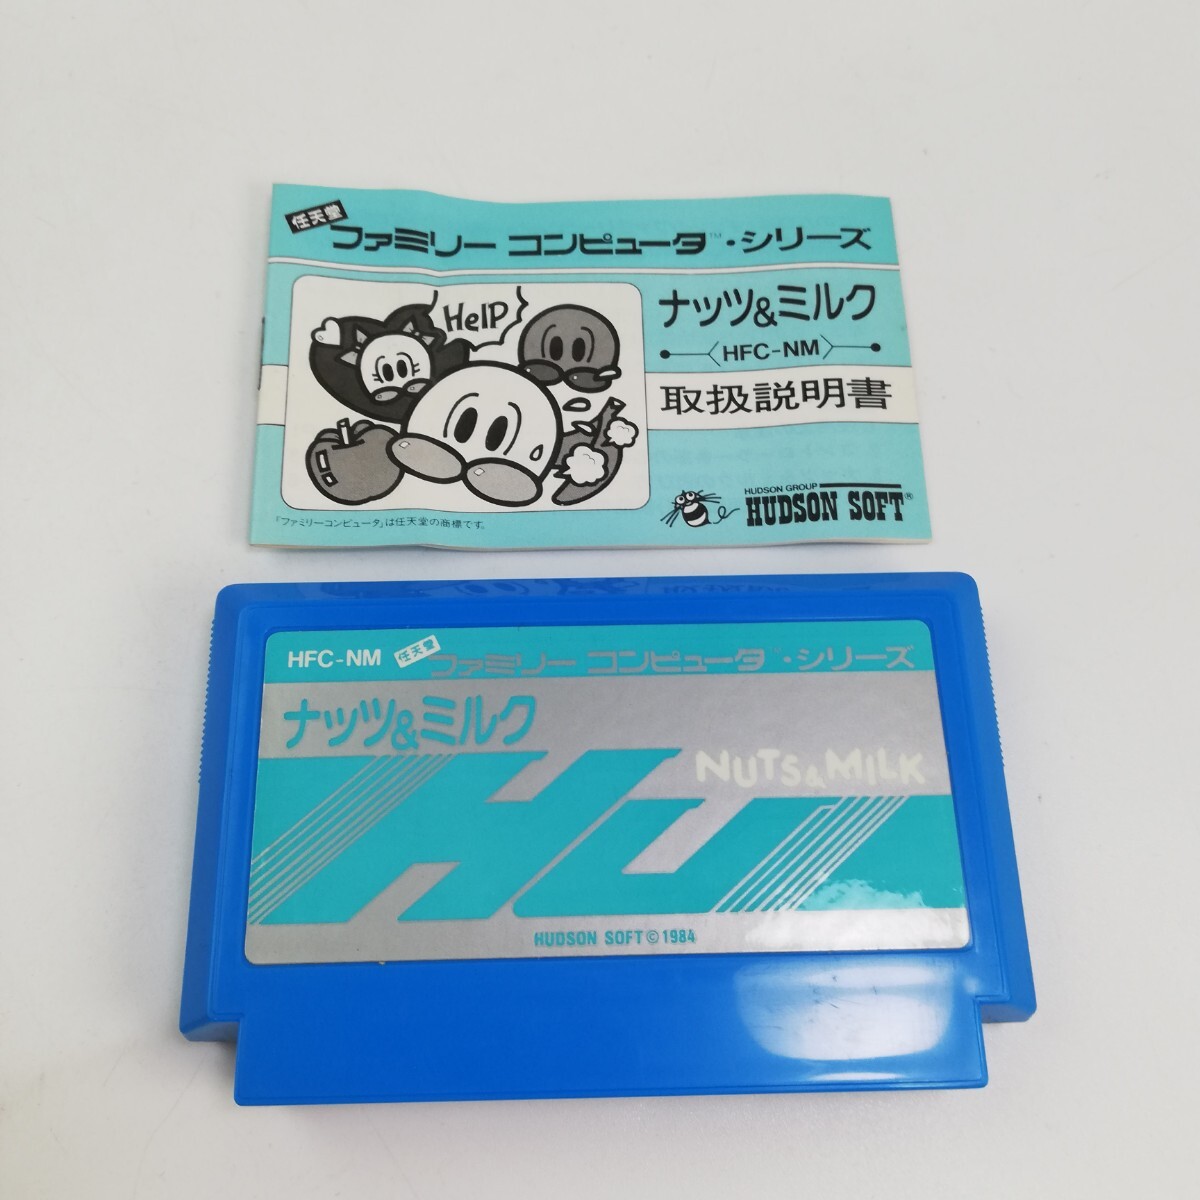 任天堂
ファミリー コンピュータ™・シリーズ
Help
ナッツ&ミルク
HFC-NM
取扱説明書
HUDSON GROUP
HUDSON SOFT®
「ファミリーコンピュータ」は任天堂の商標です。
HFC-NM 任天堂 ファミリー コンピュータ™・シリーズ
ナッツ&ミルク
NUTS & MILK
HU
HUDSON SOFT © 1984